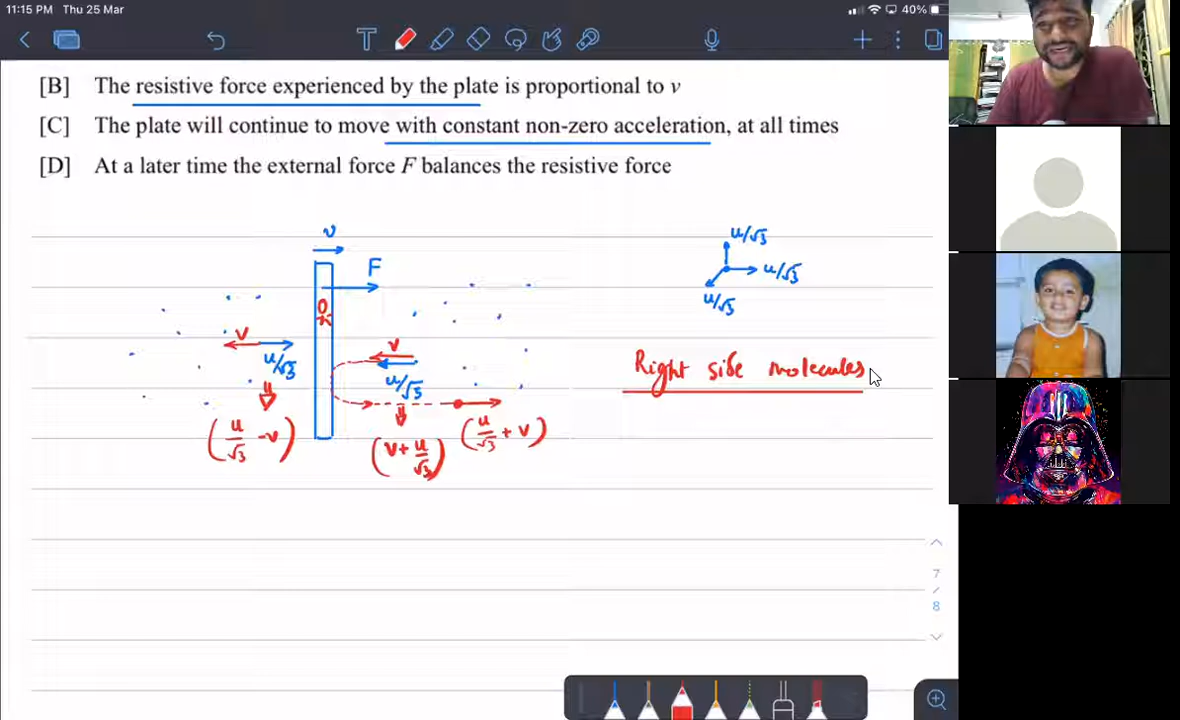 11:15 PM Thu 25 Mar
40%
[B] The resistive force experienced by the plate is proportional to v
[C] The plate will continue to move with constant non-zero acceleration, at all times
[D] At a later time the external force F balances the resistive force
v
F
u/√3
u/√3
u/√3
v
u/√3
v
u/√3
Right side molecules
(u/√3 - v)
(v + u/√3)
(u/√3 + v)
7
/
8